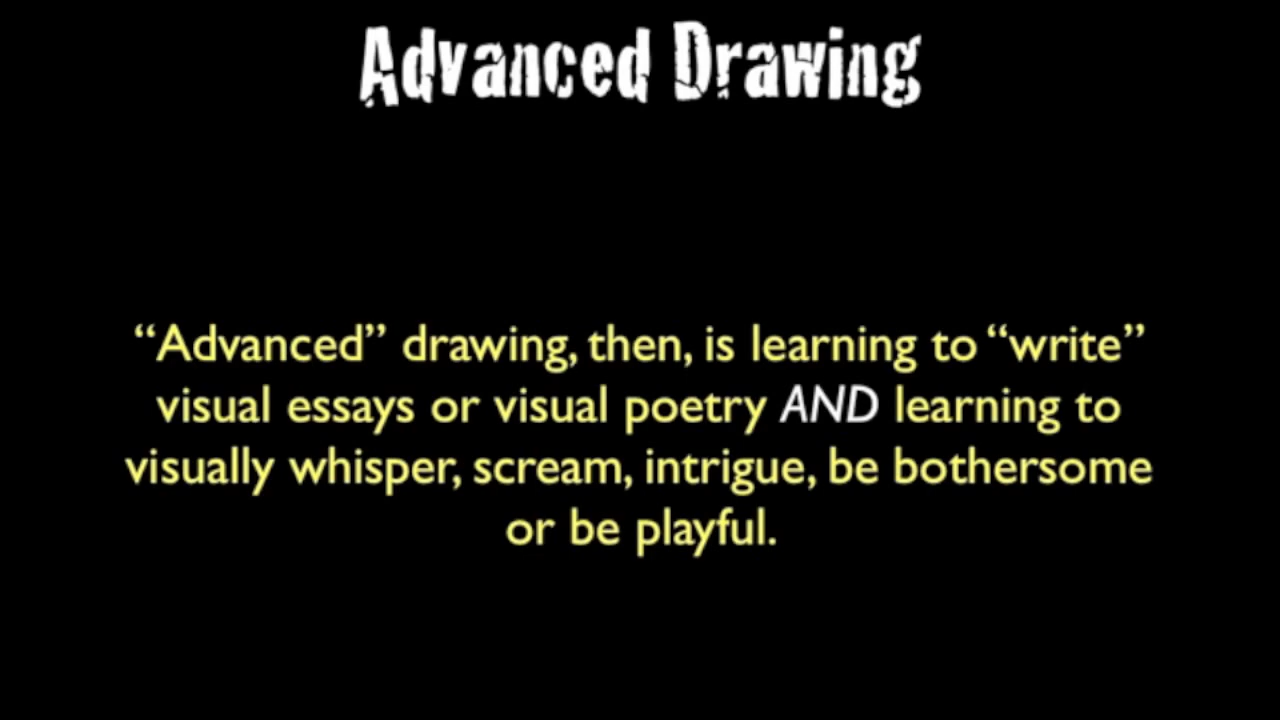 Advanced Drawing
“Advanced” drawing, then, is learning to “write”
visual essays or visual poetry AND learning to
visually whisper, scream, intrigue, be bothersome
or be playful.